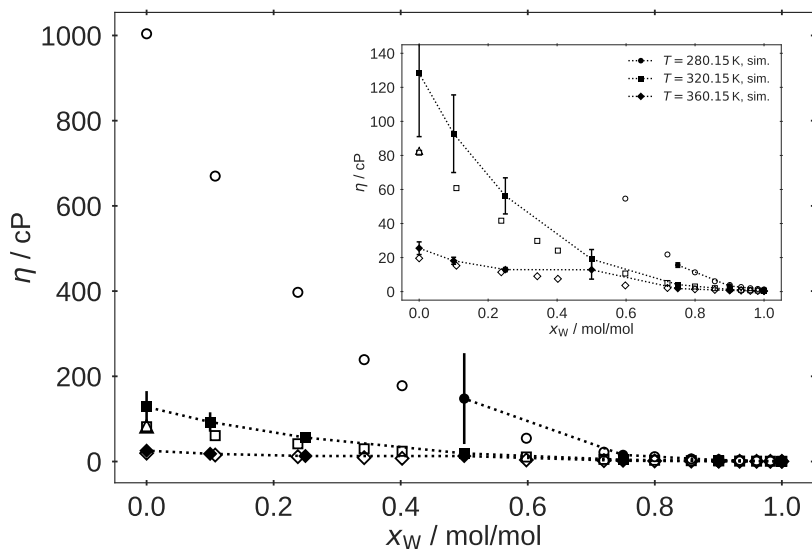 1000
800
600
400
200
0
η / cP
0.0 0.2 0.4 0.6 0.8 1.0
x_W / mol/mol
140
120
100
80
60
40
20
0
η / cP
0.0 0.2 0.4 0.6 0.8 1.0
x_W / mol/mol
T = 280.15 K, sim.
T = 320.15 K, sim.
T = 360.15 K, sim.